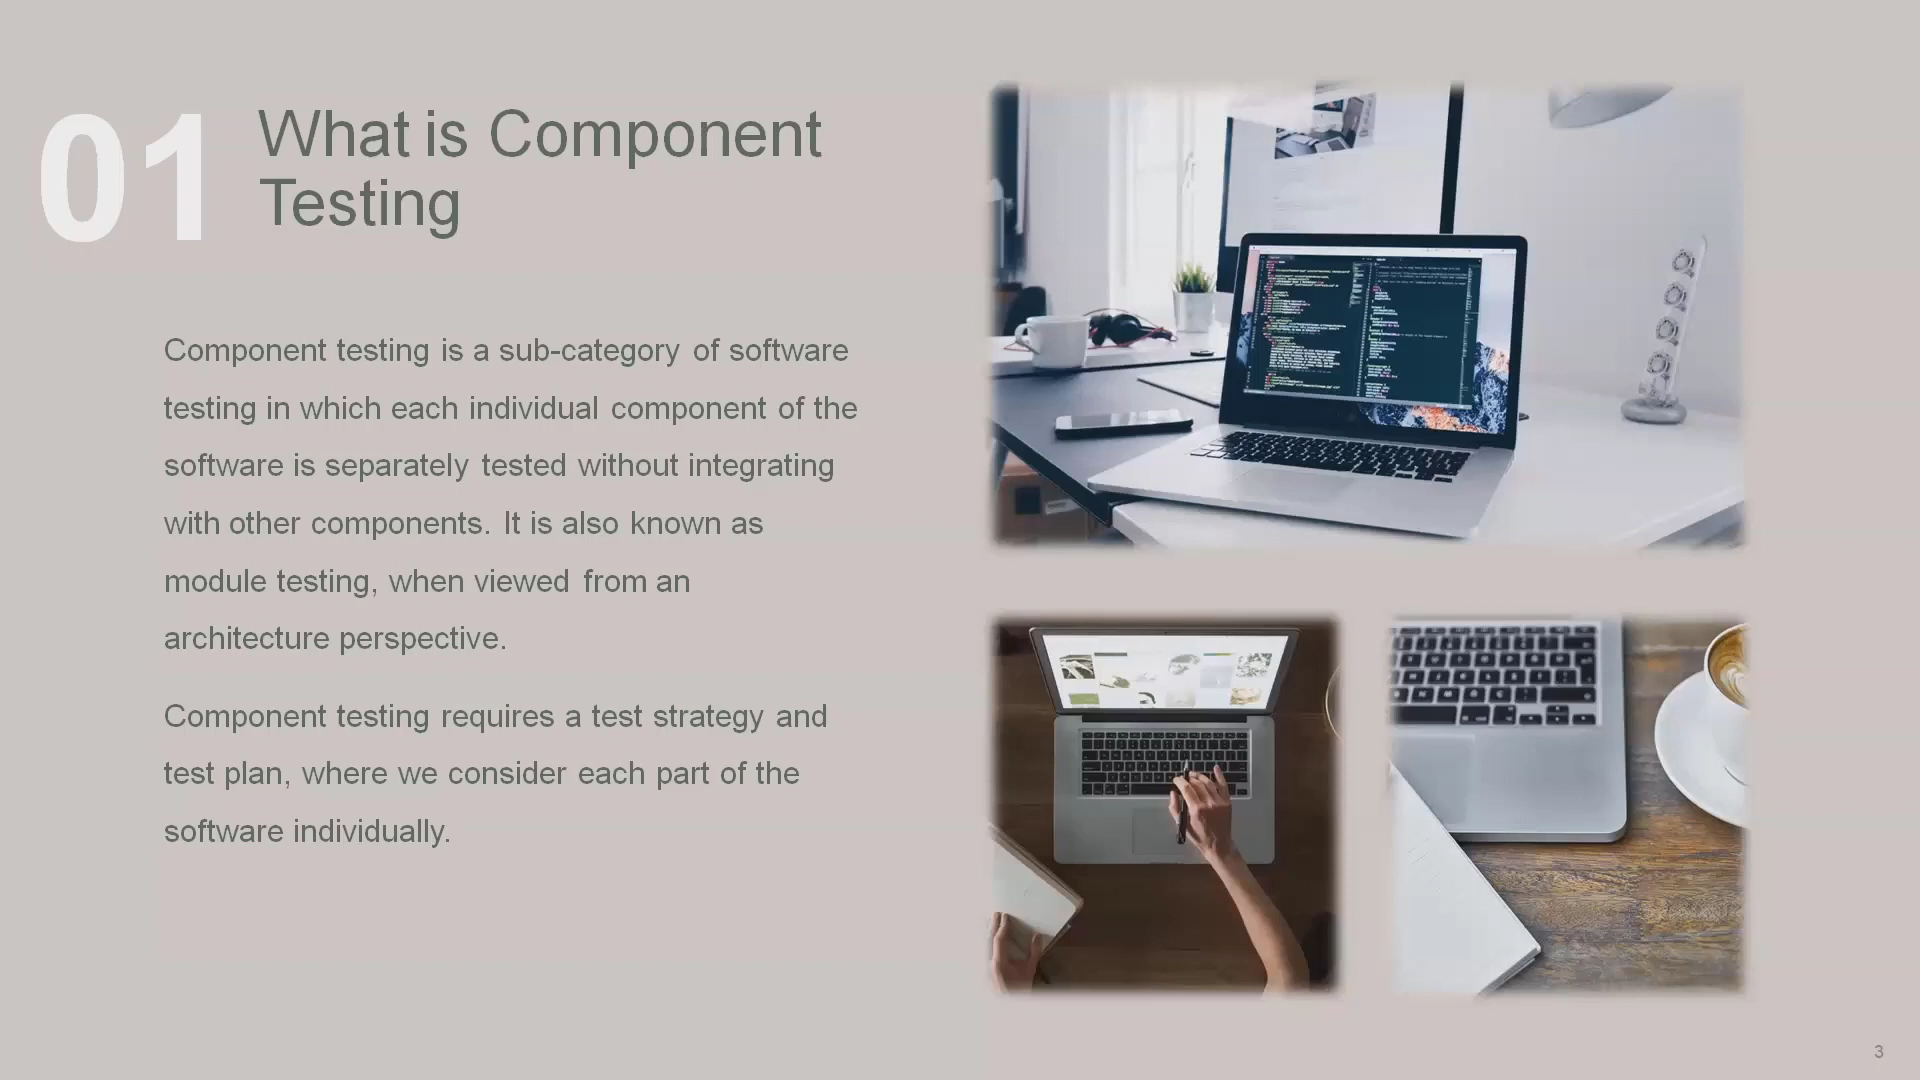 01
What is Component
Testing
Component testing is a sub-category of software
testing in which each individual component of the
software is separately tested without integrating
with other components. It is also known as
module testing, when viewed from an
architecture perspective.
Component testing requires a test strategy and
test plan, where we consider each part of the
software individually.
3